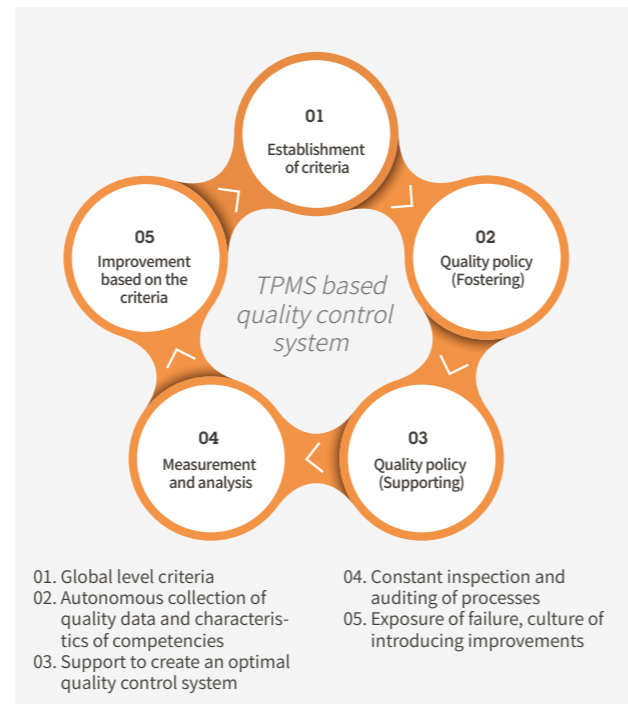 01
Establishment
of criteria
02
Quality policy
(Fostering)
03
Quality policy
(Supporting)
04
Measurement
and analysis
05
Improvement
based on the
criteria
TPMS based
quality control
system
01. Global level criteria
02. Autonomous collection of
quality data and characteris-
tics of competencies
03. Support to create an optimal
quality control system
04. Constant inspection and
auditing of processes
05. Exposure of failure, culture of
introducing improvements